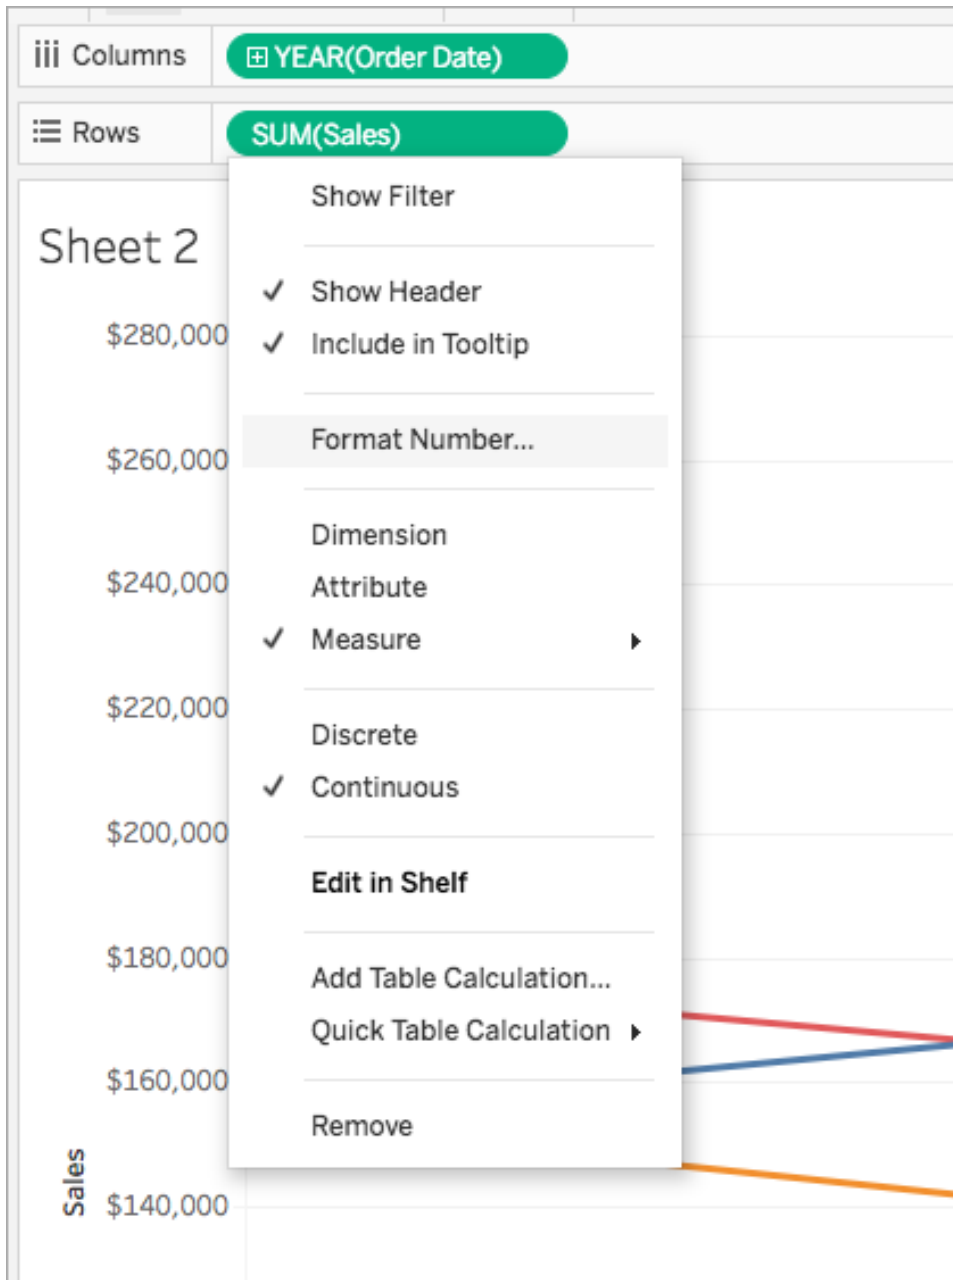 Columns
YEAR(Order Date)
Rows
SUM(Sales)
Sheet 2
Show Filter
Show Header
Include in Tooltip
Format Number...
Dimension
Attribute
Measure
Discrete
Continuous
Edit in Shelf
Add Table Calculation...
Quick Table Calculation
Remove
$280,000
$260,000
$240,000
$220,000
$200,000
$180,000
$160,000
$140,000
Sales